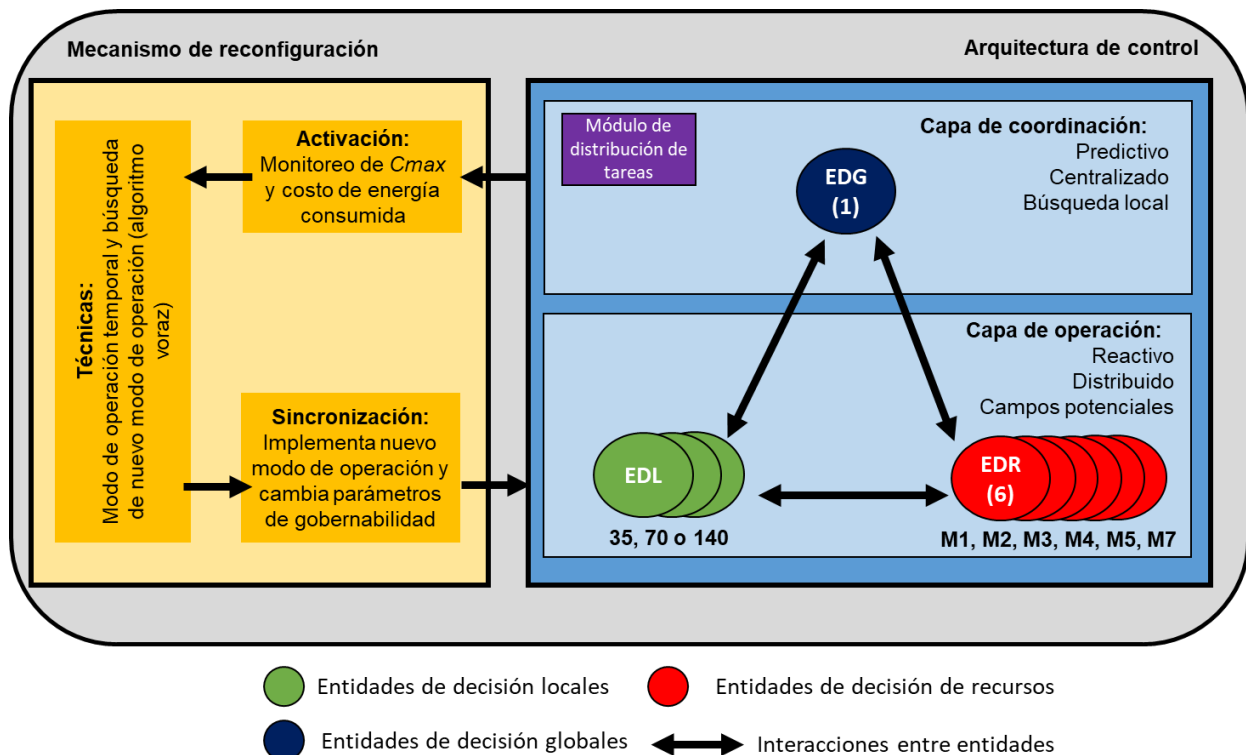 Mecanismo de reconfiguración
Arquitectura de control
Técnicas:
Modo de operación temporal y búsqueda
de nuevo modo de operación (algoritmo
voraz)
Activación:
Monitoreo de Cmax
y costo de energía
consumida
Sincronización:
Implementa nuevo
modo de operación y
cambia parámetros
de gobernabilidad
Módulo de
distribución de
tareas
Capa de coordinación:
Predictivo
Centralizado
Búsqueda local
EDG
(1)
Capa de operación:
Reactivo
Distribuido
Campos potenciales
EDL
35, 70 o 140
EDR
(6)
M1, M2, M3, M4, M5, M7
Entidades de decisión locales
Entidades de decisión de recursos
Entidades de decisión globales
Interacciones entre entidades